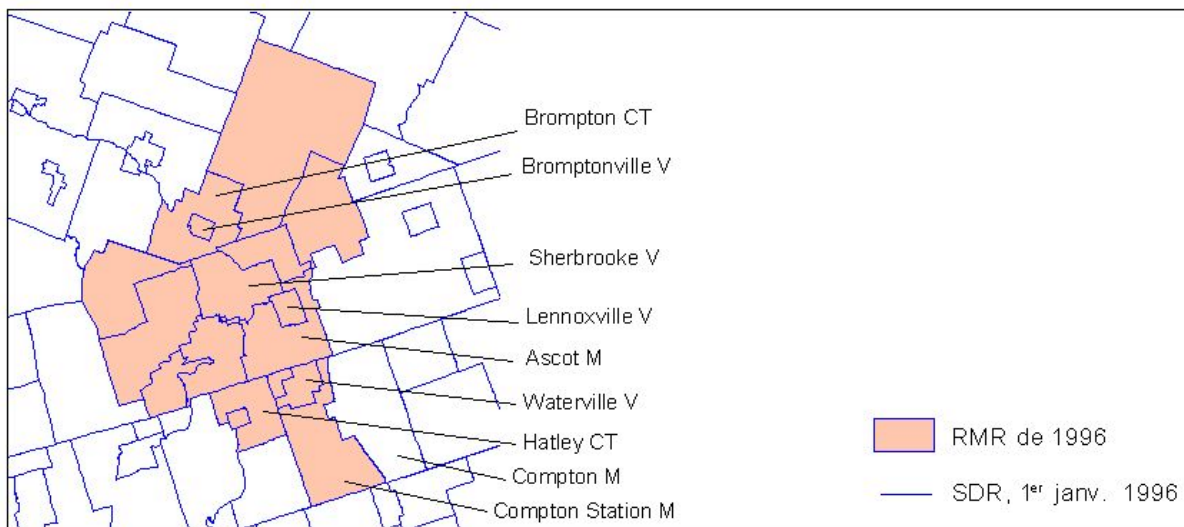 Brompton CT
Bromptonville V
Sherbrooke V
Lennoxville V
Ascot M
Waterville V
Hatley CT
Compton M
Compton Station M
RMR de 1996
SDR, 1er janv. 1996